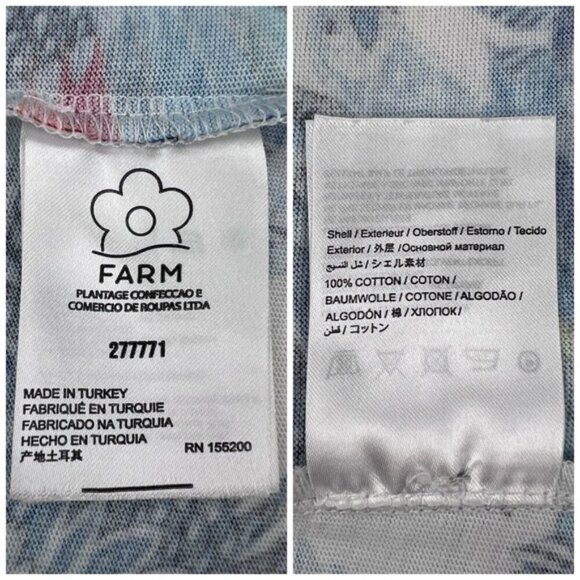 FARM
PLANTAGE CONFECCAO E
COMERCIO DE ROUPAS LTDA
277771
MADE IN TURKEY
FABRIQUÉ EN TURQUIE
FABRICADO NA TURQUIA
HECHO EN TURQUIA
产地土耳其
RN 155200
Shell / Exterieur / Oberstoff / Estorno / Tecido
Exterior / 外层 /Основной материал
شل النسيج / シェル素材
100% COTTON / COTON /
BAUMWOLLE / COTONE / ALGODÃO /
ALGODÓN / 棉 / ХЛОПОК/
قطن / コットン